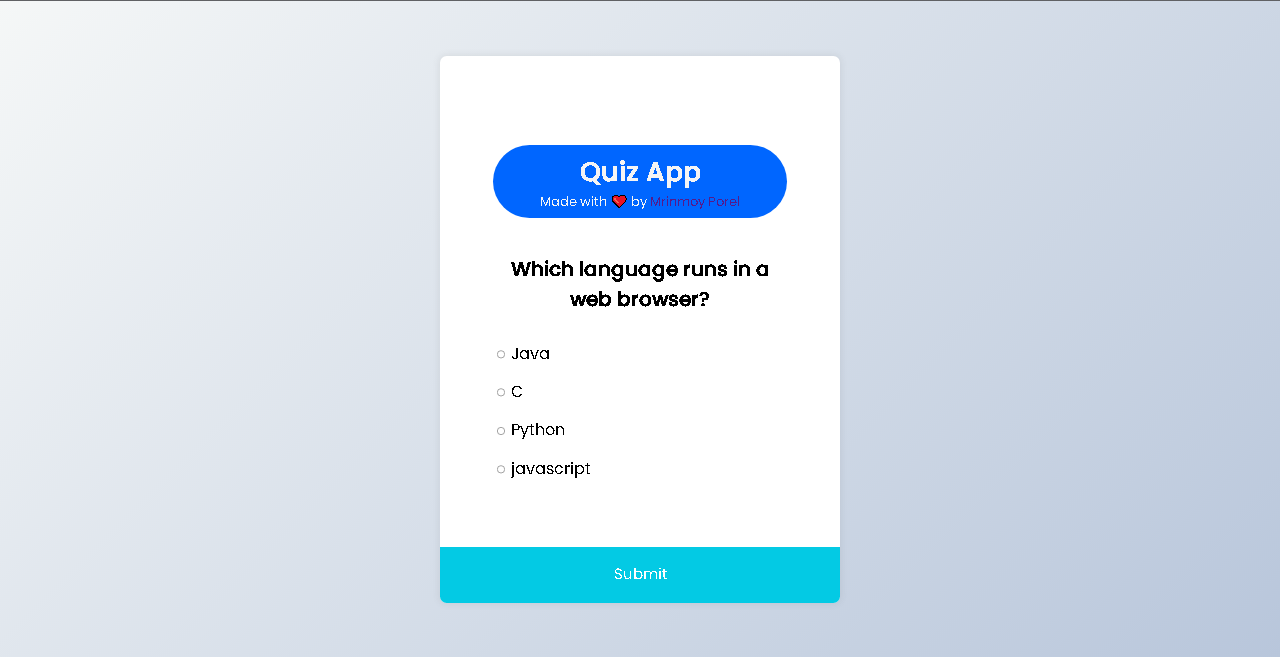 Quiz App
Made with ❤️ by Mrinmoy Porel
Which language runs in a
web browser?
Java
C
Python
javascript
Submit